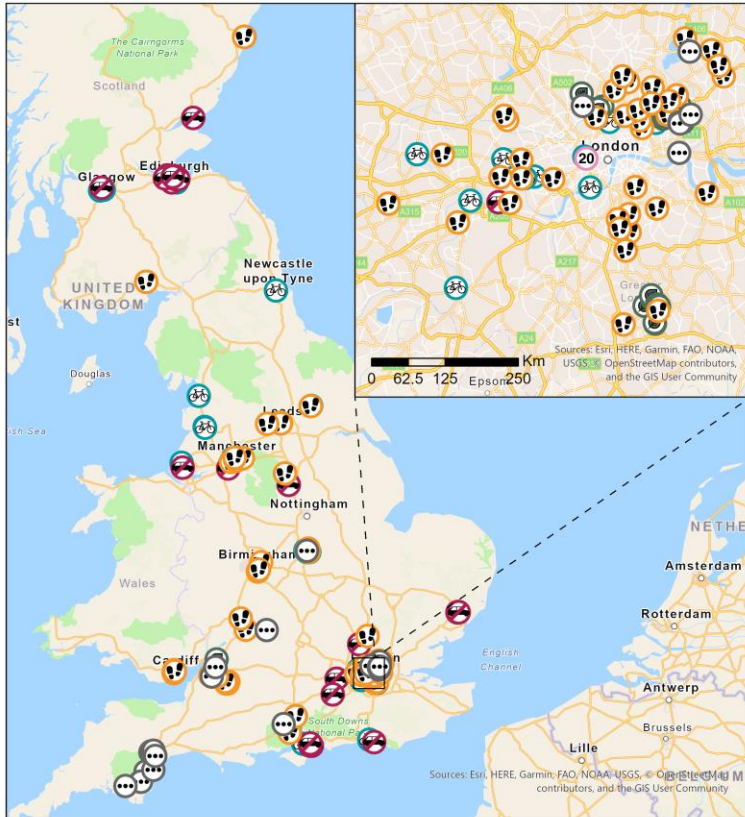 The Cairngorms
National Park
Scotland
Edinburgh
Glasgow
Newcastle
upon Tyne
UNITED
KINGDOM
Douglas
Leeds
Manchester
Nottingham
Birmingham
Wales
Cardiff
English
Channel
South Downs
National Park
NETHE
Amsterdam
Rotterdam
Antwerp
Brussels
Lille
BELGIUM
Sources: Esri, HERE, Garmin, FAO, NOAA, USGS, © OpenStreetMap
contributors, and the GIS User Community
A406
A502
London
20
A315
A102
A217
A24
Epsom
Km
0 62.5 125 250
Sources: Esri, HERE, Garmin, FAO, NOAA,
USGS, © OpenStreetMap contributors,
and the GIS User Community